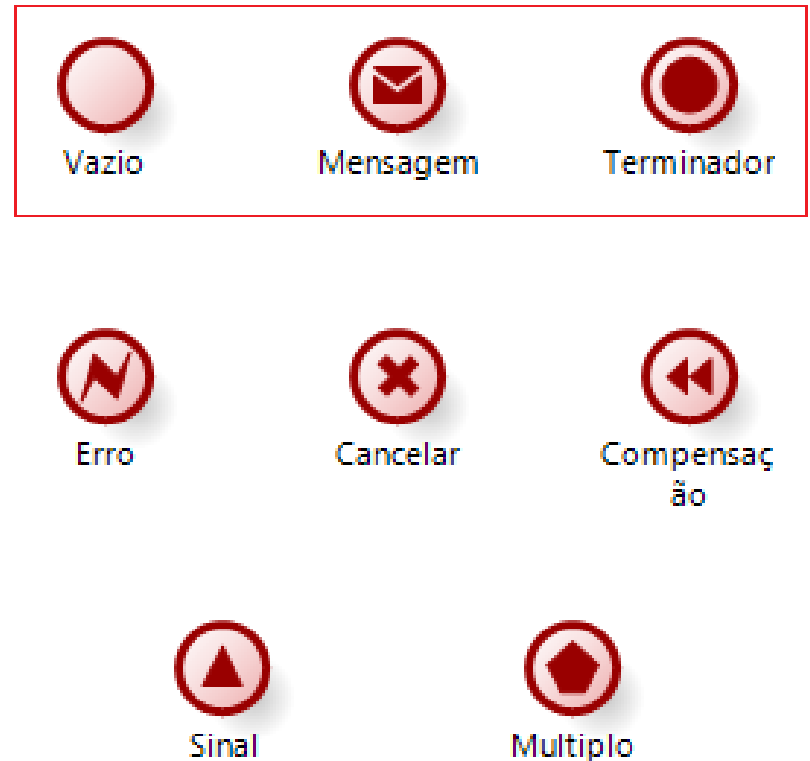 Vazio
Mensagem
Terminador
Erro
Cancelar
Compensaç
ão
Sinal
Multiplo